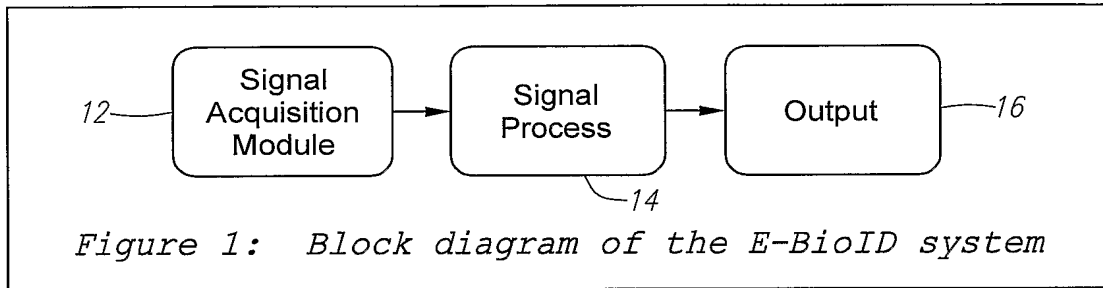 12
Signal
Acquisition
Module
Signal
Process
Output
16
14
Figure 1: Block diagram of the E-BioID system